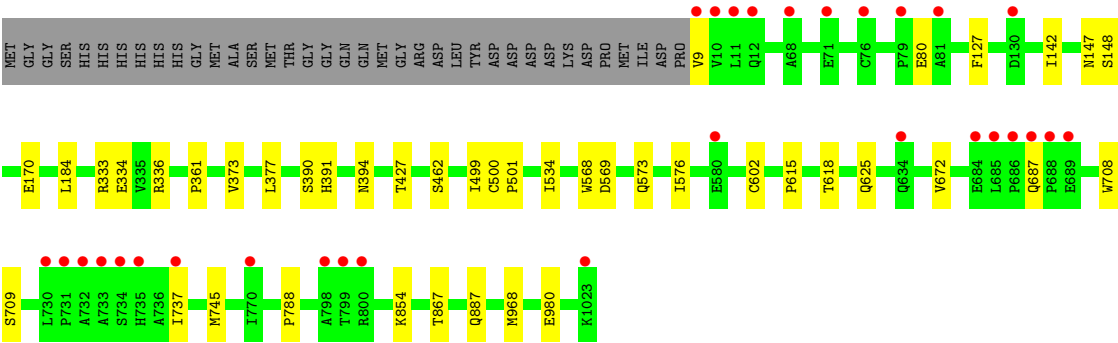 MET GLY GLY SER HIS HIS HIS HIS HIS HIS GLY MET ALA SER MET THR GLY GLY GLN GLN MET GLY ARG ASP LEU TYR ASP ASP ASP ASP LYS ASP PRO MET ILE ASP PRO V9 V10 L11 Q12 A68 E71 C76 P79 E80 A81 F127 D130 I142 N147 S148
E170 L184 R333 E334 V335 R336 P361 V373 L377 S390 H391 N394 T427 S462 I499 C500 P501 I534 W568 D569 Q573 I576 E580 C602 P615 T618 Q625 Q634 V672 E684 L685 P686 Q687 P688 E689 W708
S709 L730 P731 A732 A733 S734 H735 A736 I737 M745 I770 P788 A798 T799 R800 K854 T867 Q887 M968 E980 K1023